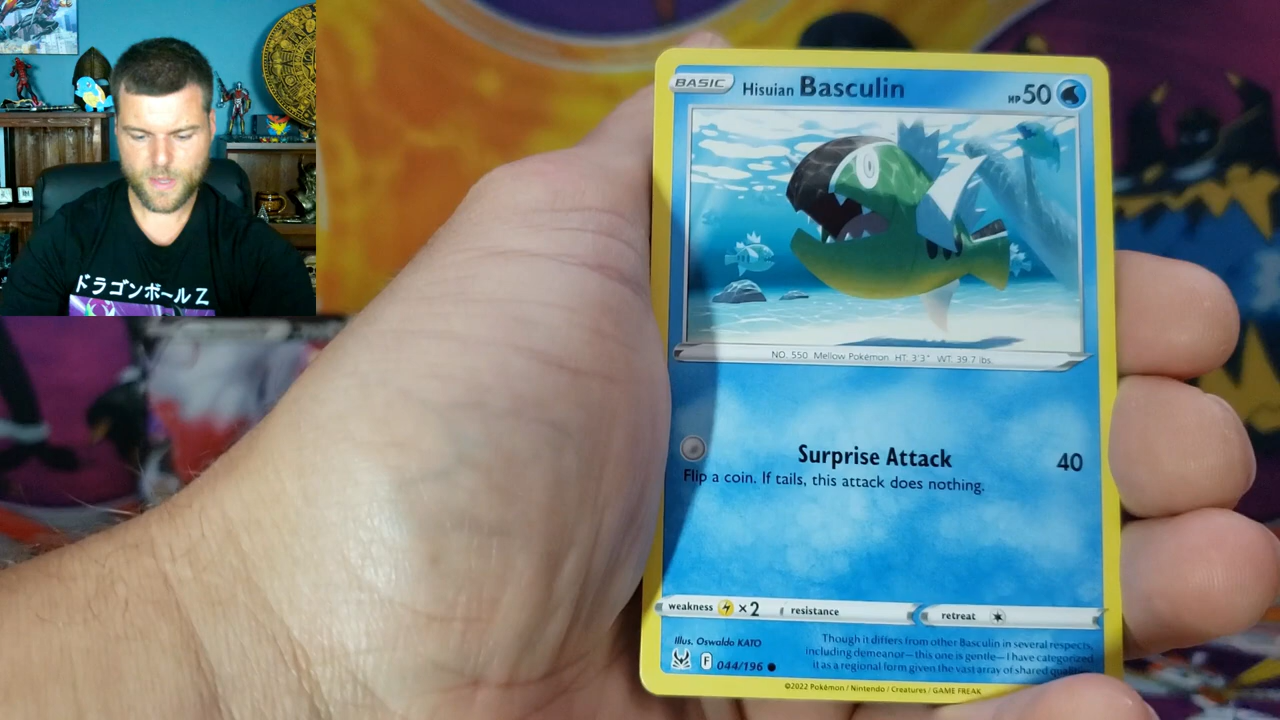 ドラゴンボールZ
BASIC Hisuian Basculin HP 50
NO. 550 Mellow Pokémon HT: 3'3" WT: 39.7 lbs.
Surprise Attack 40
Flip a coin. If tails, this attack does nothing.
weakness ×2 resistance retreat
Illus. Oswaldo KATO
F 044/196
Though it differs from other Basculin in several respects,
including demeanor—this one is gentle—I have categorized
it as a regional form given the vast array of shared
©2022 Pokémon / Nintendo / Creatures / GAME FREAK